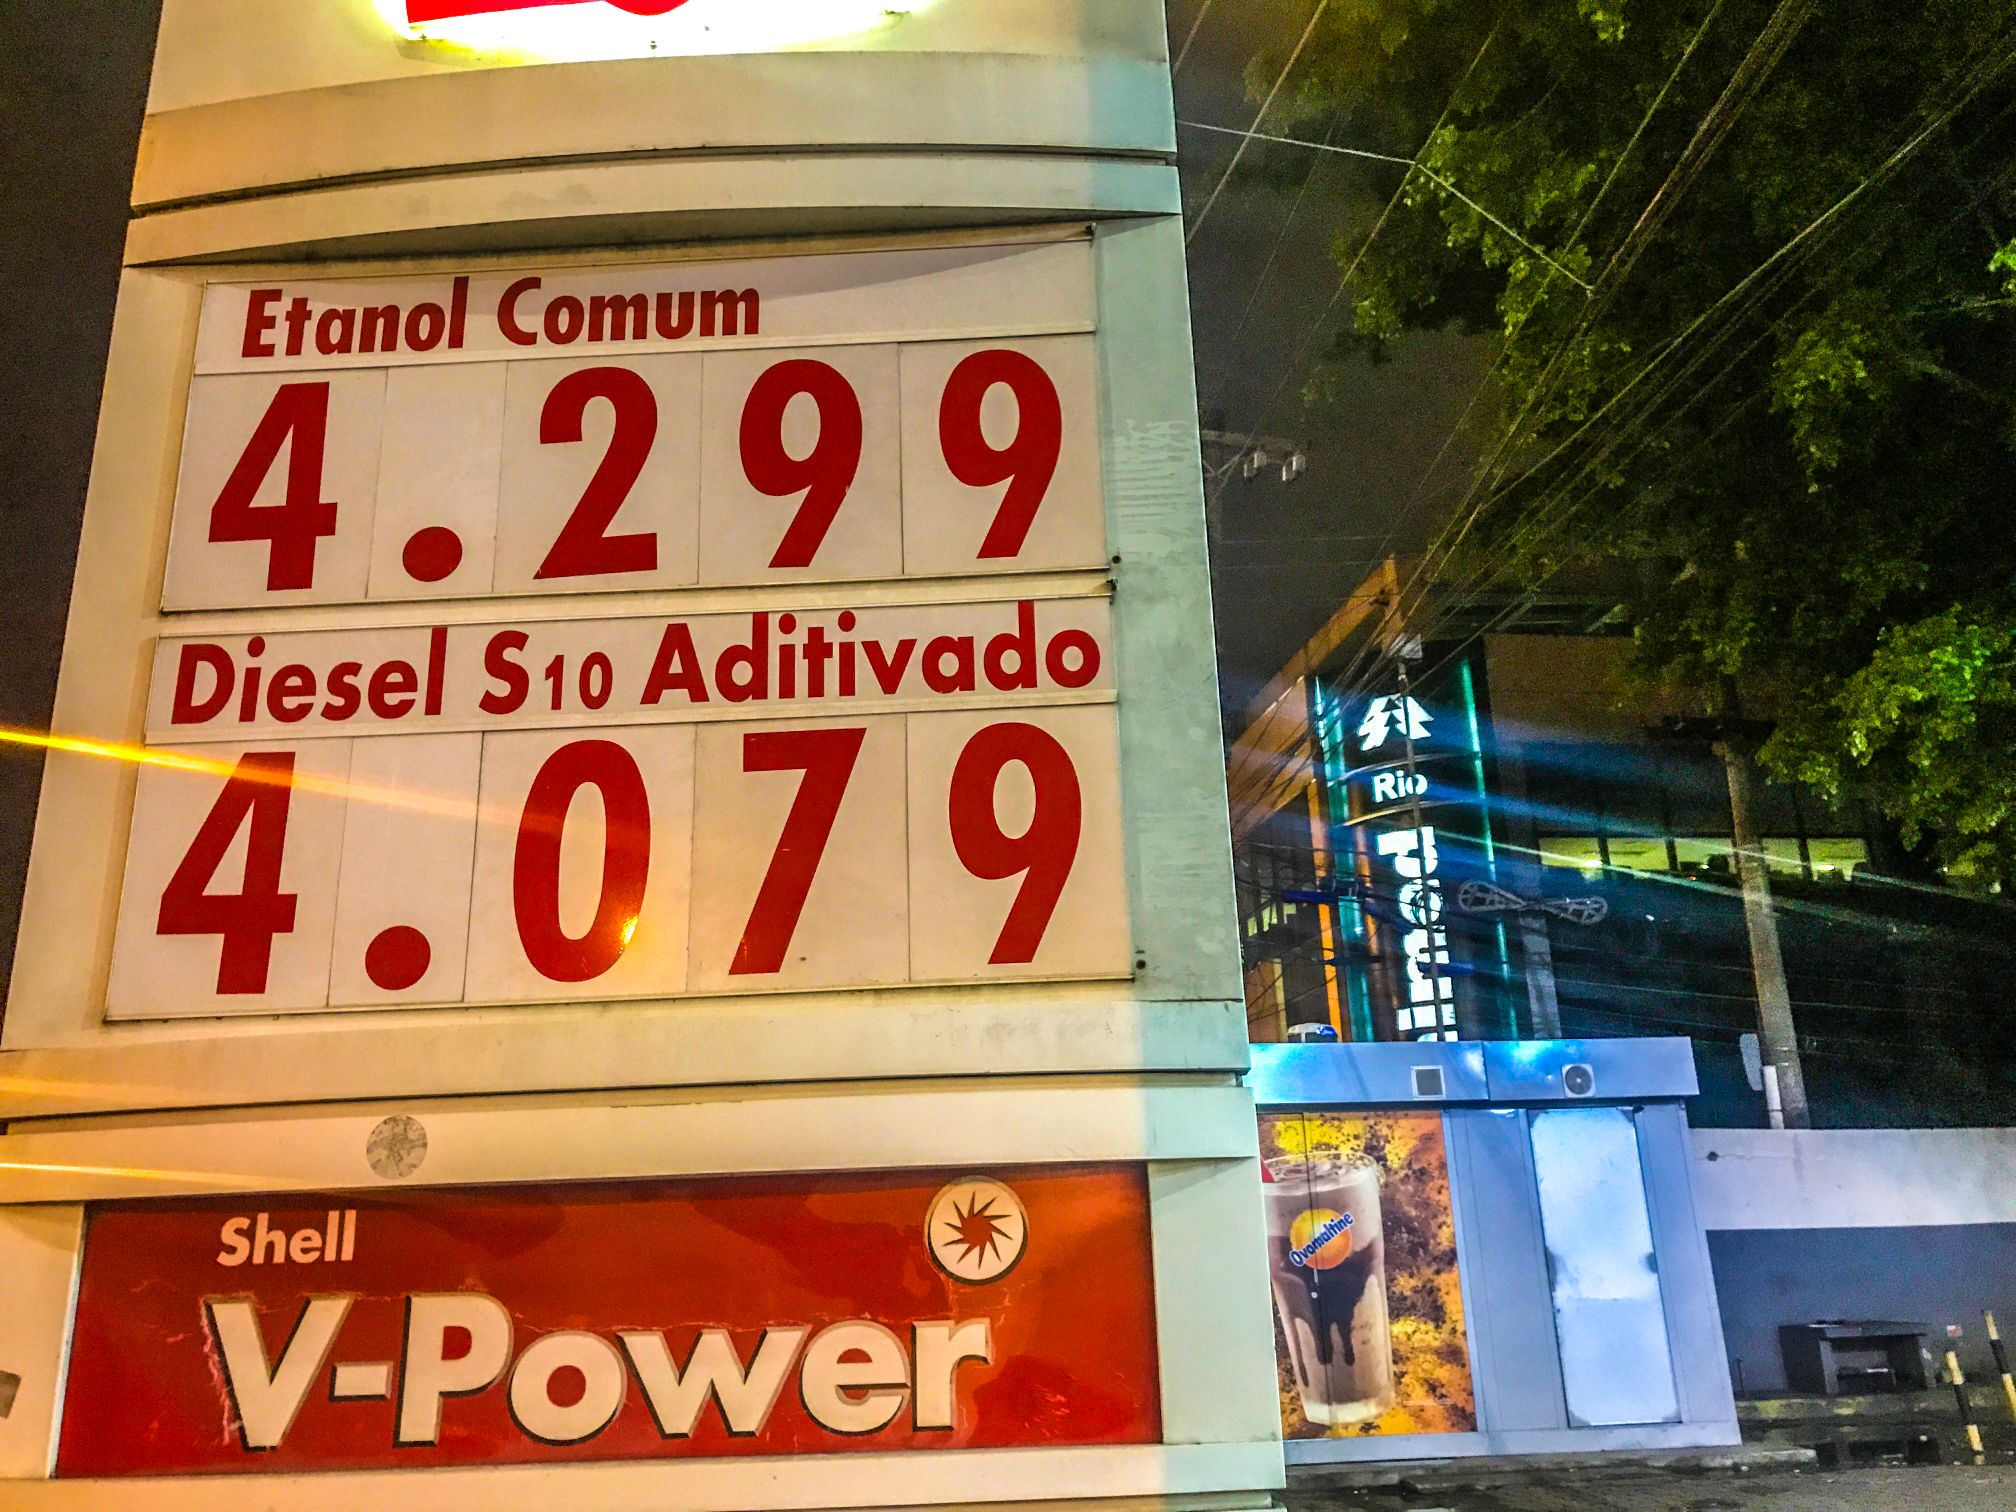 Etanol Comum
4.299
Diesel S10 Aditivado
4.079
Shell
V-Power
Rio
Ovomaltine